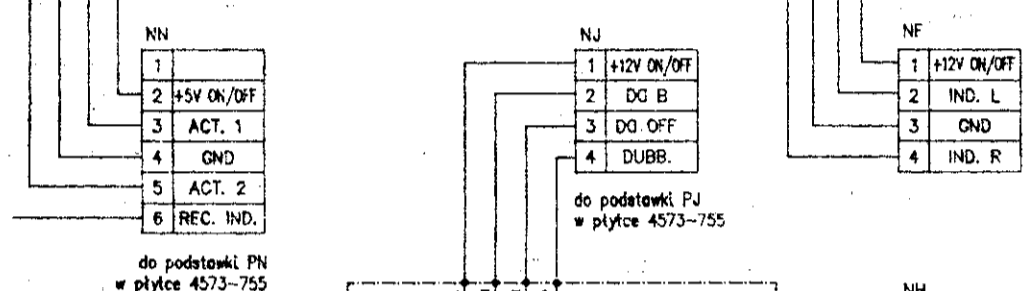 NN
1
2 +5V ON/OFF
3 ACT. 1
4 GND
5 ACT. 2
6 REC. IND.
do podstawki PN
w płytce 4573-755
NJ
1 +12V ON/OFF
2 DO B
3 DO OFF
4 DUBB.
do podstawki PJ
w płytce 4573-755
NF
1 +12V ON/OFF
2 IND. L
3 GND
4 IND. R
NH